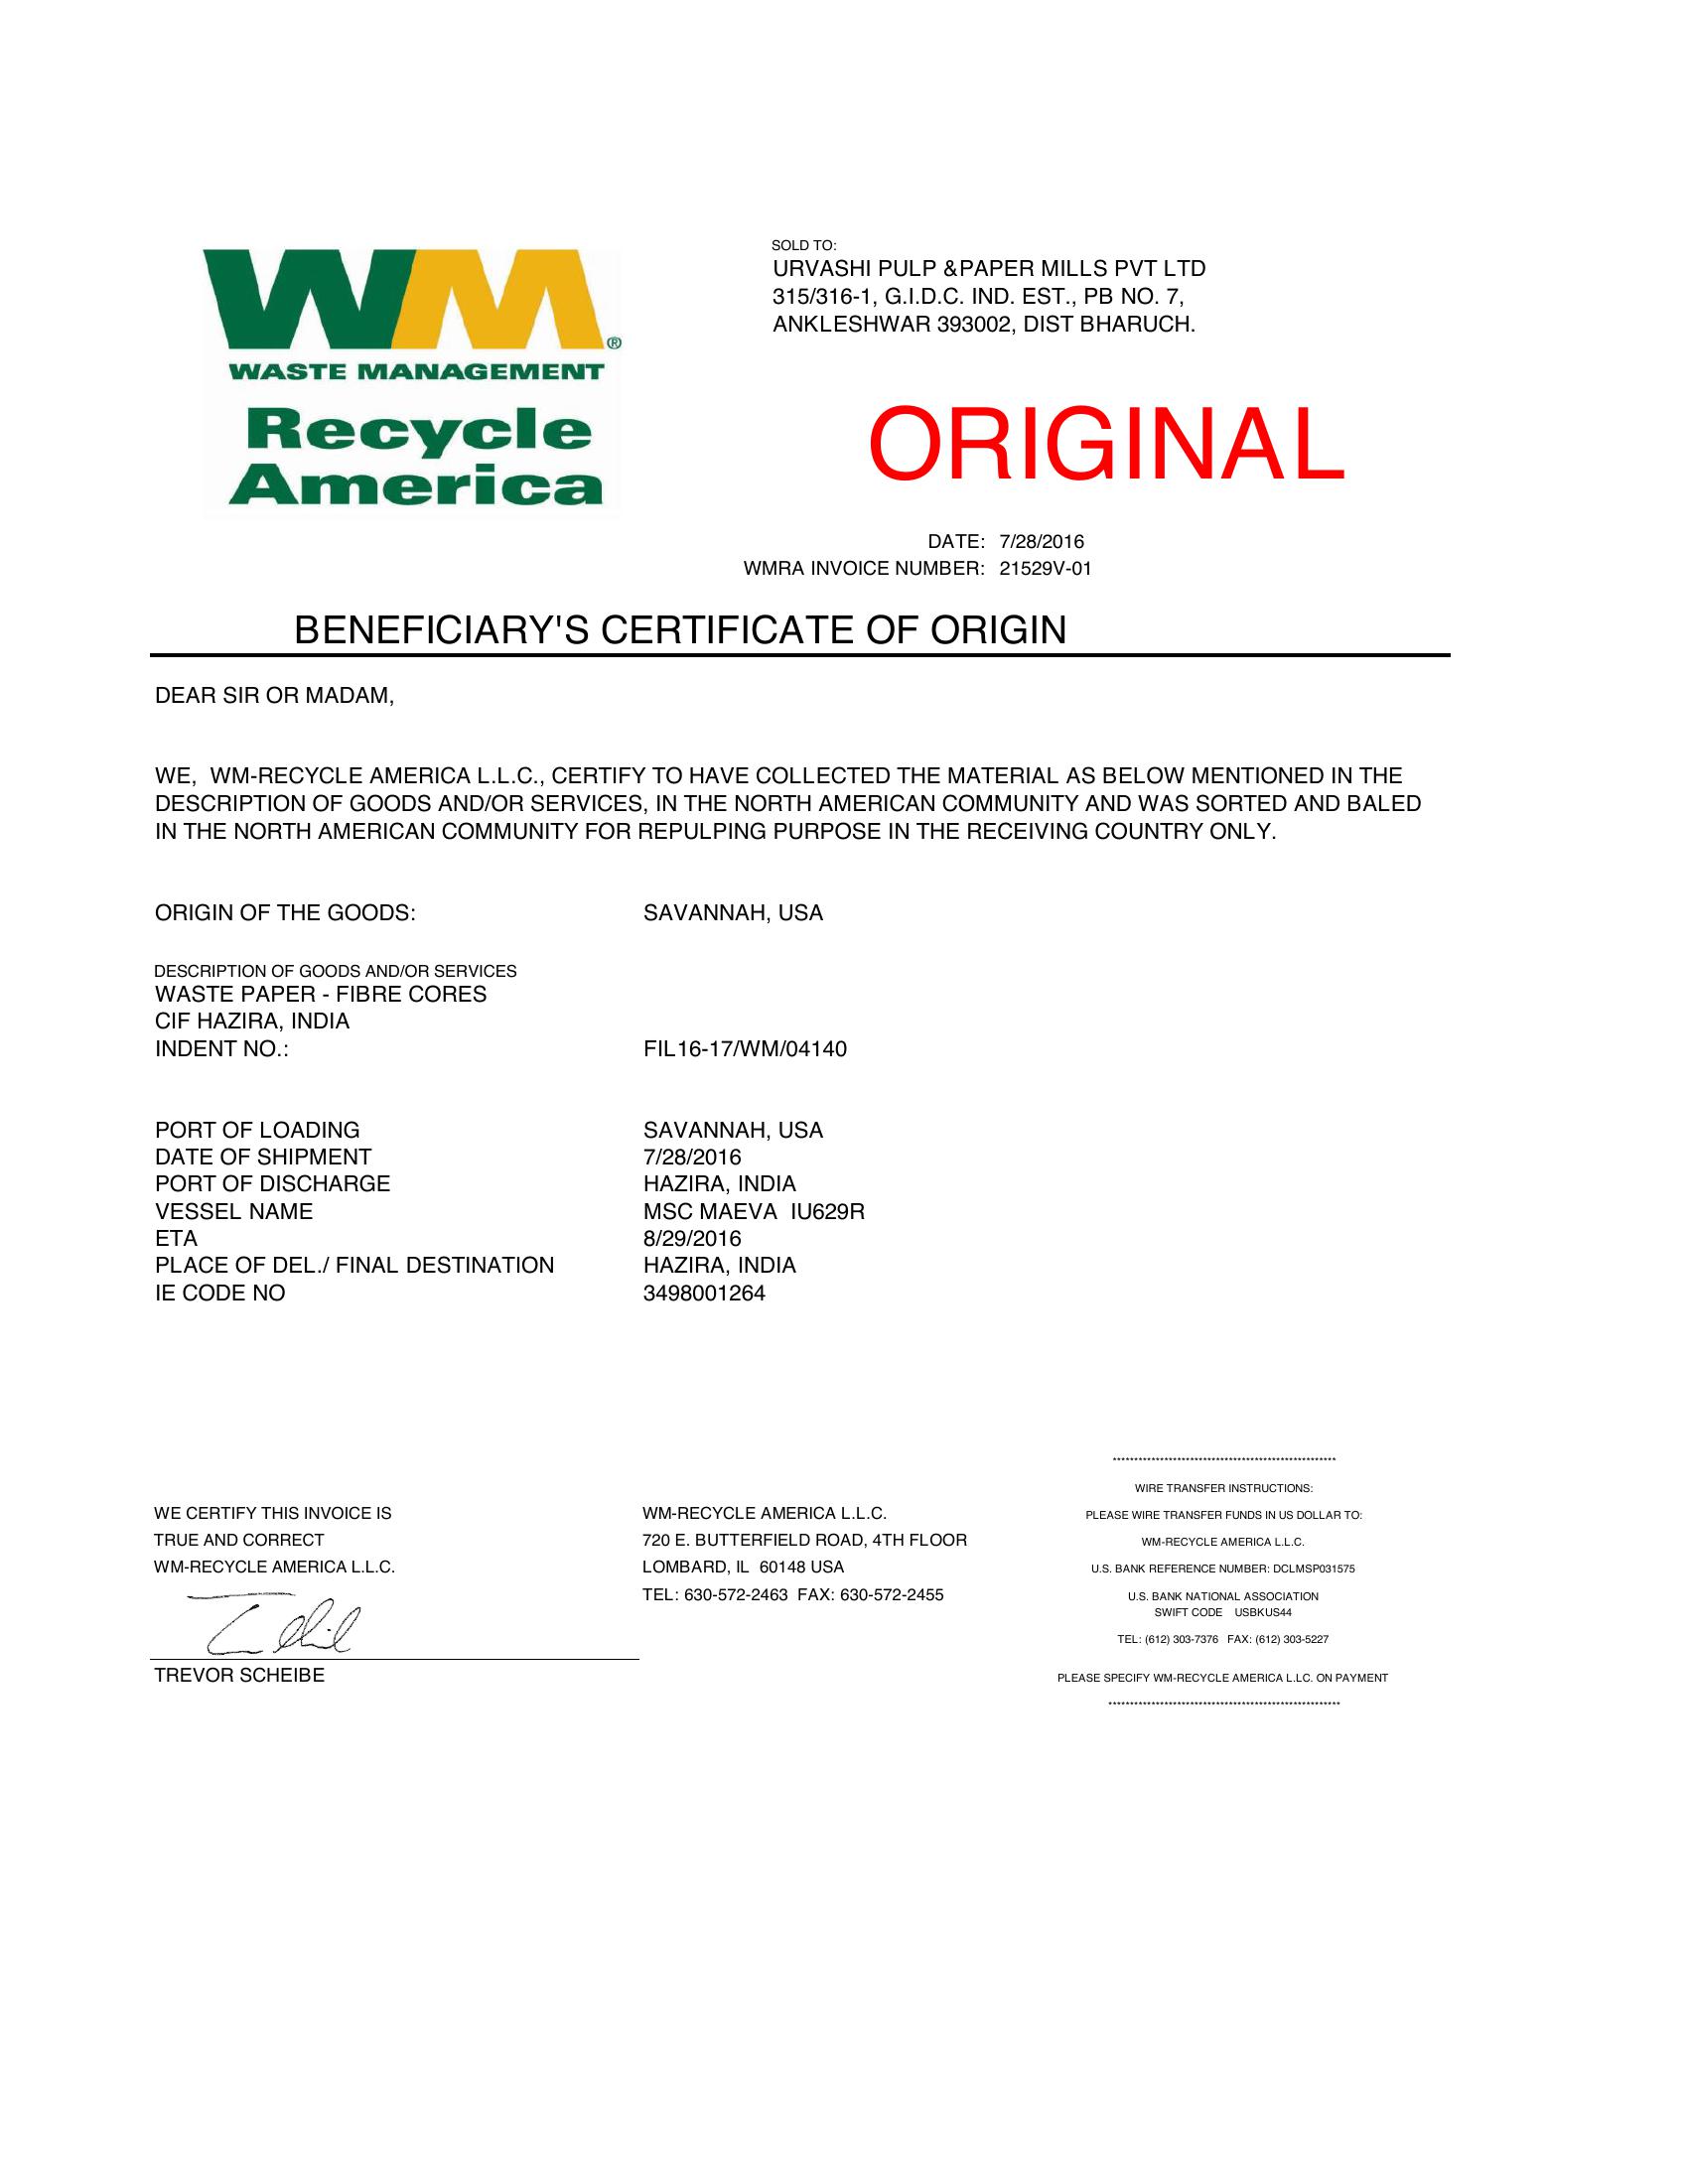 WM®
WASTE MANAGEMENT
Recycle
America
SOLD TO:
URVASHI PULP &PAPER MILLS PVT LTD
315/316-1, G.I.D.C. IND. EST., PB NO. 7,
ANKLESHWAR 393002, DIST BHARUCH.
ORIGINAL
DATE: 7/28/2016
WMRA INVOICE NUMBER: 21529V-01
BENEFICIARY'S CERTIFICATE OF ORIGIN
DEAR SIR OR MADAM,
WE, WM-RECYCLE AMERICA L.L.C., CERTIFY TO HAVE COLLECTED THE MATERIAL AS BELOW MENTIONED IN THE
DESCRIPTION OF GOODS AND/OR SERVICES, IN THE NORTH AMERICAN COMMUNITY AND WAS SORTED AND BALED
IN THE NORTH AMERICAN COMMUNITY FOR REPULPING PURPOSE IN THE RECEIVING COUNTRY ONLY.
ORIGIN OF THE GOODS: SAVANNAH, USA
DESCRIPTION OF GOODS AND/OR SERVICES
WASTE PAPER - FIBRE CORES
CIF HAZIRA, INDIA
INDENT NO.: FIL16-17/WM/04140
PORT OF LOADING SAVANNAH, USA
DATE OF SHIPMENT 7/28/2016
PORT OF DISCHARGE HAZIRA, INDIA
VESSEL NAME MSC MAEVA IU629R
ETA 8/29/2016
PLACE OF DEL./ FINAL DESTINATION HAZIRA, INDIA
IE CODE NO 3498001264
WE CERTIFY THIS INVOICE IS
TRUE AND CORRECT
WM-RECYCLE AMERICA L.L.C.
TREVOR SCHEIBE
WM-RECYCLE AMERICA L.L.C.
720 E. BUTTERFIELD ROAD, 4TH FLOOR
LOMBARD, IL 60148 USA
TEL: 630-572-2463 FAX: 630-572-2455
WIRE TRANSFER INSTRUCTIONS:
PLEASE WIRE TRANSFER FUNDS IN US DOLLAR TO:
WM-RECYCLE AMERICA L.L.C.
U.S. BANK REFERENCE NUMBER: DCLMSP031575
U.S. BANK NATIONAL ASSOCIATION
SWIFT CODE USBKUS44
TEL: (612) 303-7376 FAX: (612) 303-5227
PLEASE SPECIFY WM-RECYCLE AMERICA L.LC. ON PAYMENT